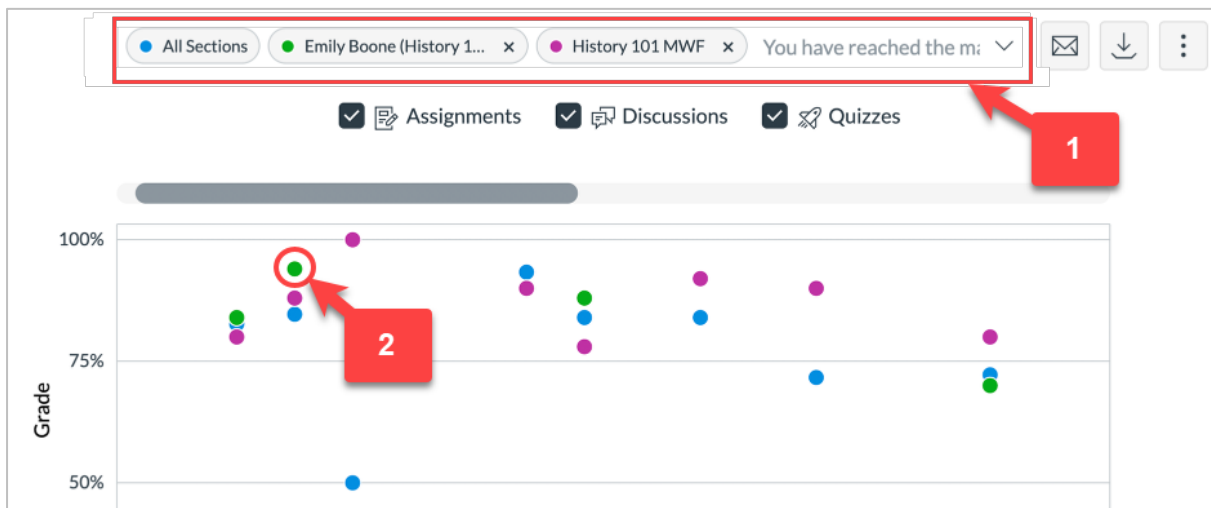 All Sections Emily Boone (History 1... × History 101 MWF × You have reached the ma
Assignments Discussions Quizzes
1
100%
2
75%
Grade
50%